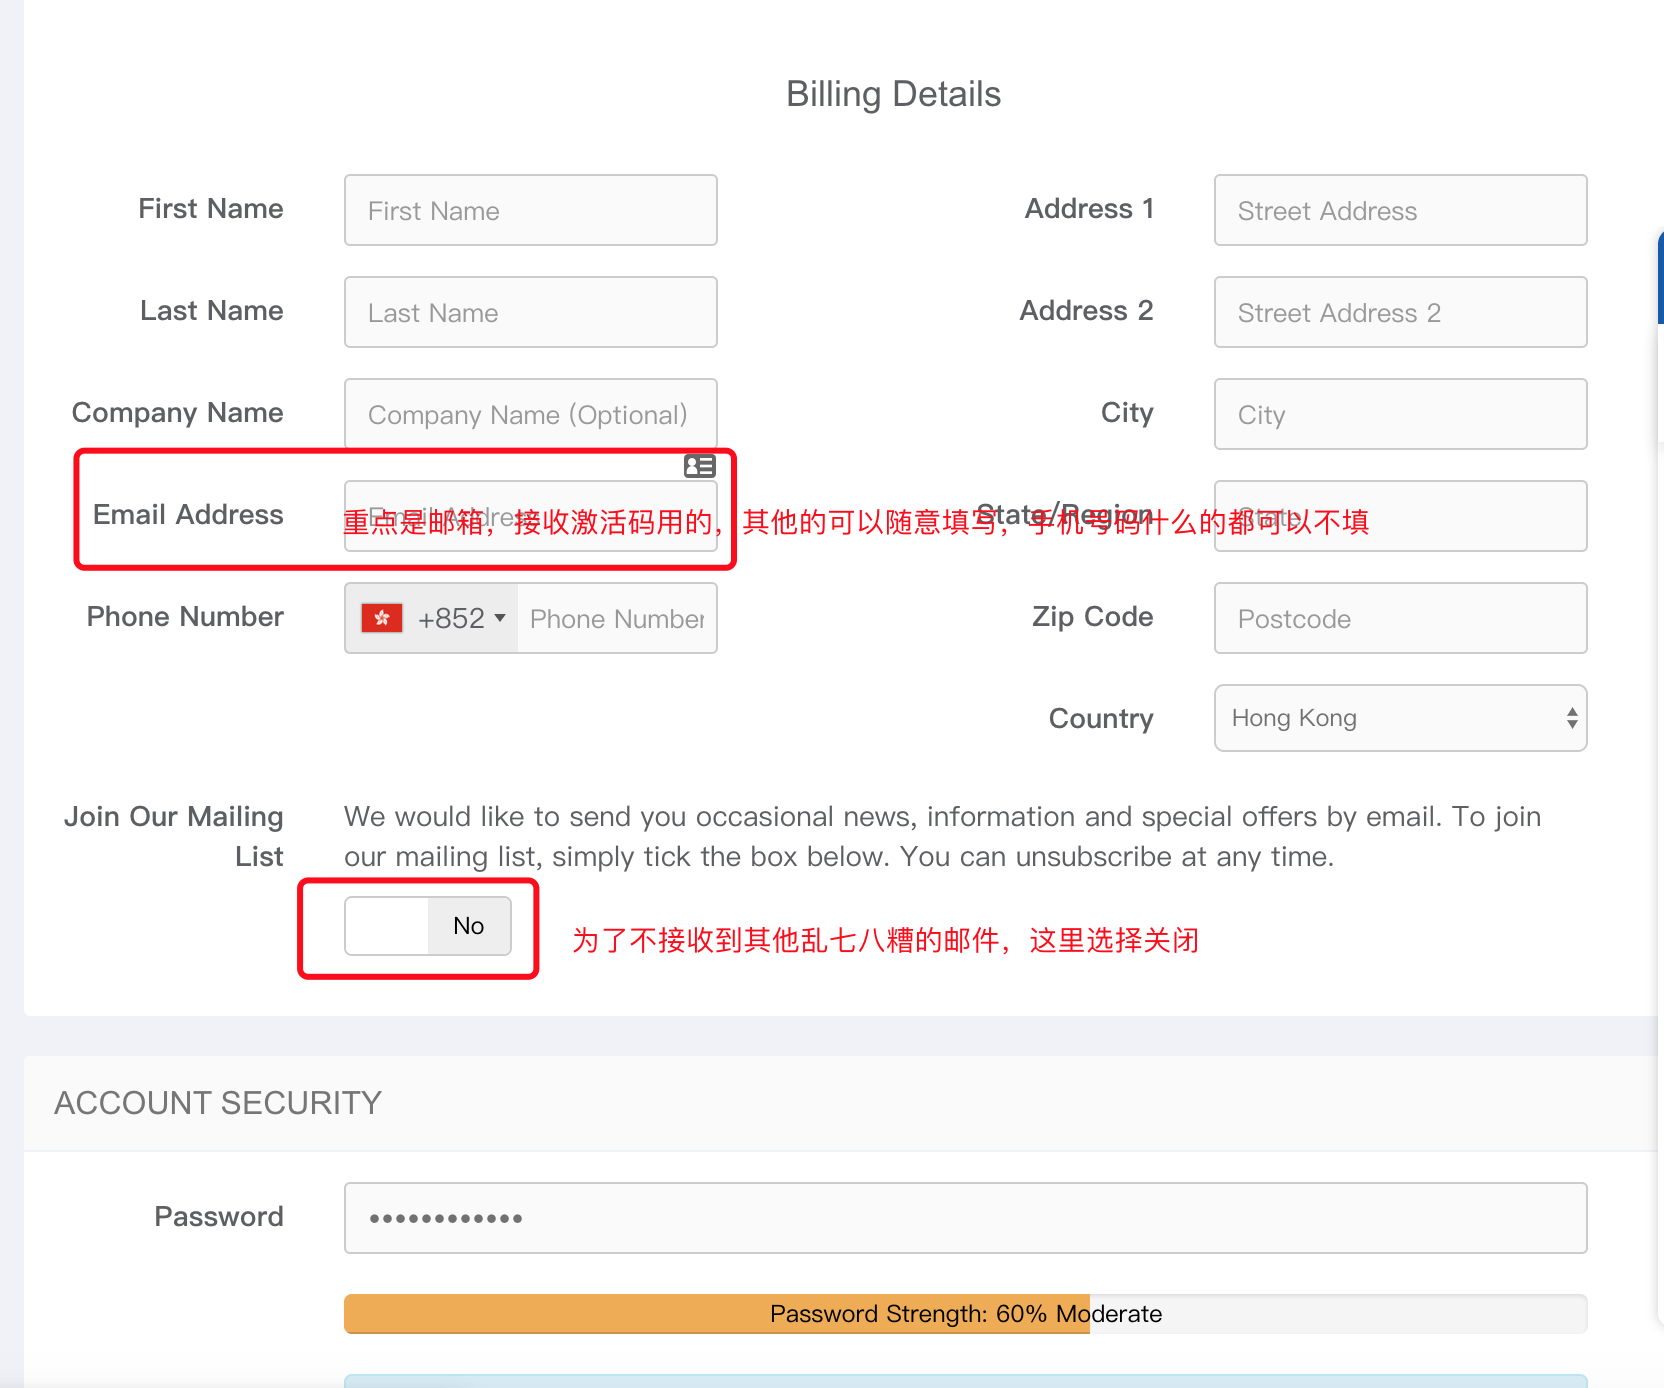 Billing Details
First Name
First Name
Address 1
Street Address
Last Name
Last Name
Address 2
Street Address 2
Company Name
Company Name (Optional)
City
City
Email Address
Email Address
重点是邮箱，接收激活码用的，其他的可以随意填写，手机号码什么的都可以不填
State/Region
State
Phone Number
+852
Phone Number
Zip Code
Postcode
Country
Hong Kong
Join Our Mailing
List
We would like to send you occasional news, information and special offers by email. To join
our mailing list, simply tick the box below. You can unsubscribe at any time.
No
为了不接收到其他乱七八糟的邮件，这里选择关闭
ACCOUNT SECURITY
Password
••••••••••••
Password Strength: 60% Moderate